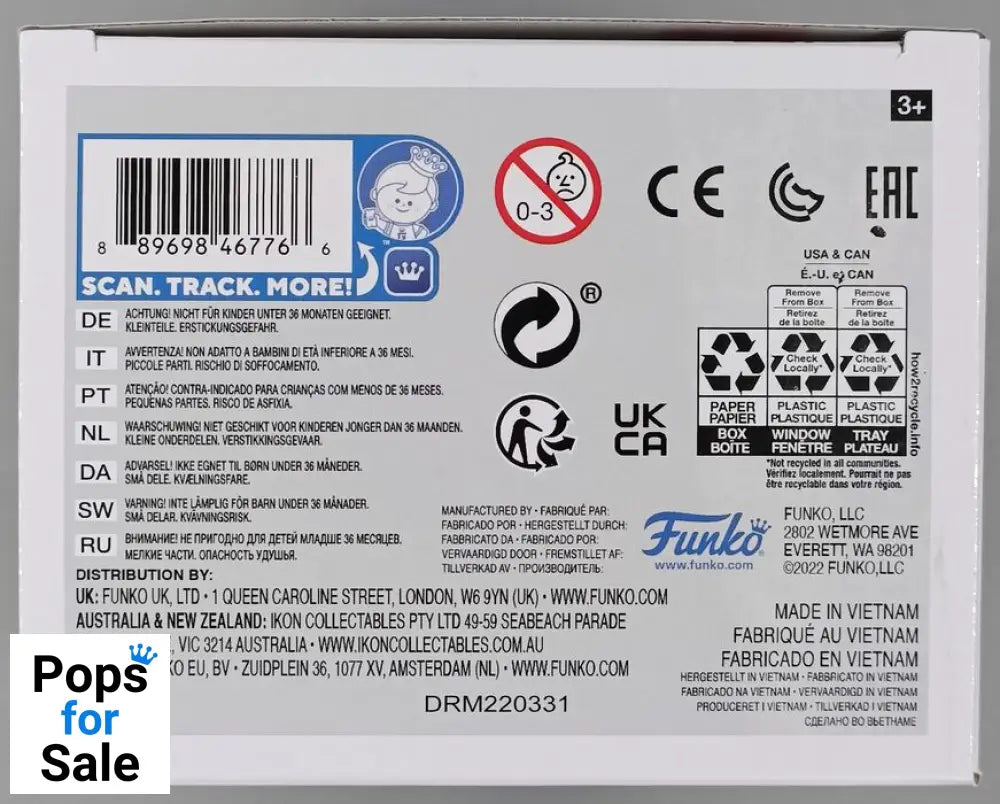 3+
8 89698 46776 6
™
SCAN. TRACK. MORE!
0-3
CE
EAC
®
UK
CA
DE ACHTUNG! NICHT FÜR KINDER UNTER 36 MONATEN GEEIGNET.
KLEINTEILE. ERSTICKUNGSGEFAHR.
IT AVVERTENZA! NON ADATTO A BAMBINI DI ETÀ INFERIORE A 36 MESI.
PICCOLE PARTI. RISCHIO DI SOFFOCAMENTO.
PT ATENÇÃO! CONTRA-INDICADO PARA CRIANÇAS COM MENOS DE 36 MESES.
PEQUENAS PARTES. RISCO DE ASFIXIA.
NL WAARSCHUWING! NIET GESCHIKT VOOR KINDEREN JONGER DAN 36 MAANDEN.
KLEINE ONDERDELEN. VERSTIKKINGSGEVAAR.
DA ADVARSEL! IKKE EGNET TIL BØRN UNDER 36 MÅNEDER.
SMÅ DELE. KVÆLNINGSFARE.
SW VARNING! INTE LÄMPLIG FÖR BARN UNDER 36 MÅNADER.
SMÅ DELAR. KVÄVNINGSRISK.
RU ВНИМАНИЕ! НЕ ПРИГОДНО ДЛЯ ДЕТЕЙ МЛАДШЕ 36 МЕСЯЦЕВ.
МЕЛКИЕ ЧАСТИ. ОПАСНОСТЬ УДУШЬЯ.
USA & CAN
É.-U. et CAN
Remove From Box
Retirez de la boîte
Remove From Box
Retirez de la boîte
Check Locally*
Check Locally*
PAPER PAPIER
PLASTIC PLASTIQUE
PLASTIC PLASTIQUE
BOX BOÎTE
WINDOW FENÊTRE
TRAY PLATEAU
how2recycle.info
*Not recycled in all communities.
Vérifiez localement. Pourrait ne pas
être recyclable dans votre région.
MANUFACTURED BY • FABRIQUÉ PAR:
FABRICADO POR • HERGESTELLT DURCH:
FABBRICATO DA • FABRICADO POR:
VERVAARDIGD DOOR • FREMSTILLET AF:
TILLVERKAD AV • ПРОИЗВОДИТЕЛЬ:
Funko
www.funko.com
FUNKO, LLC
2802 WETMORE AVE
EVERETT, WA 98201
©2022 FUNKO,LLC
DISTRIBUTION BY:
UK: FUNKO UK, LTD • 1 QUEEN CAROLINE STREET, LONDON, W6 9YN (UK) • WWW.FUNKO.COM
AUSTRALIA & NEW ZEALAND: IKON COLLECTABLES PTY LTD 49-59 SEABEACH PARADE
, VIC 3214 AUSTRALIA • WWW.IKONCOLLECTABLES.COM.AU
KO EU, BV • ZUIDPLEIN 36, 1077 XV, AMSTERDAM (NL) • WWW.FUNKO.COM
DRM220331
MADE IN VIETNAM
FABRIQUÉ AU VIETNAM
FABRICADO EN VIETNAM
HERGESTELLT IN VIETNAM • FABBRICATO IN VIETNAM
FABRICADO NA VIETNAM • VERVAARDIGD IN VIETNAM
PRODUCERET I VIETNAM • TILLVERKAD I VIETNAM
СДЕЛАНО ВО ВЬЕТНАМЕ
Pops
for
Sale